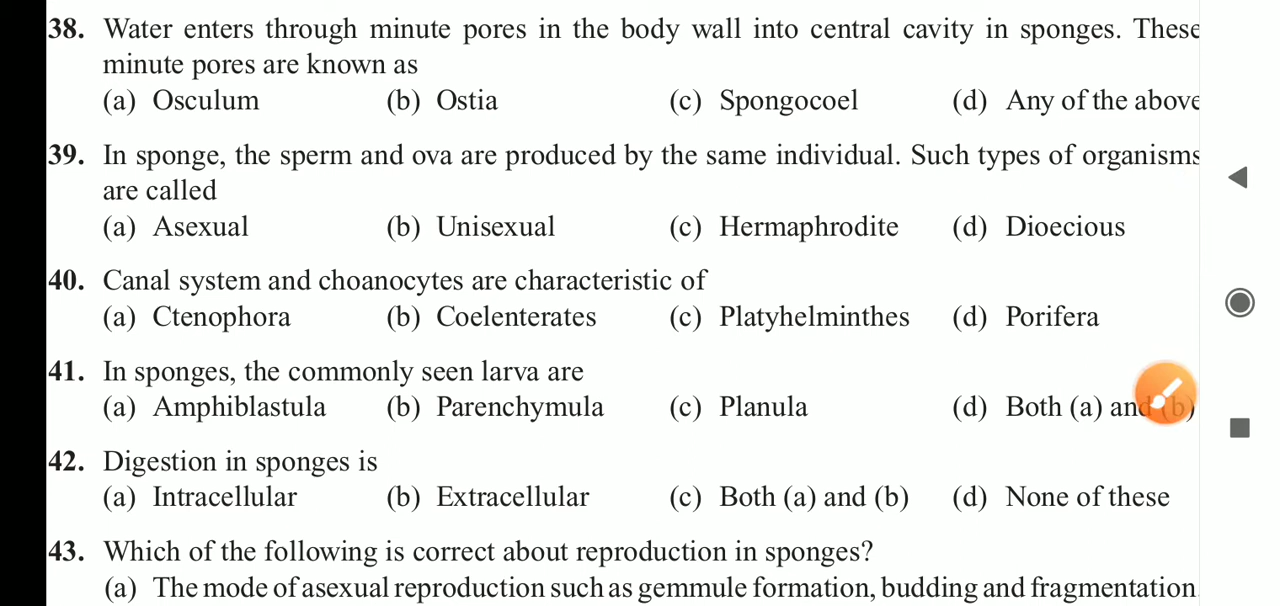 38. Water enters through minute pores in the body wall into central cavity in sponges. These
minute pores are known as
(a) Osculum (b) Ostia (c) Spongocoel (d) Any of the above
39. In sponge, the sperm and ova are produced by the same individual. Such types of organisms
are called
(a) Asexual (b) Unisexual (c) Hermaphrodite (d) Dioecious
40. Canal system and choanocytes are characteristic of
(a) Ctenophora (b) Coelenterates (c) Platyhelminthes (d) Porifera
41. In sponges, the commonly seen larva are
(a) Amphiblastula (b) Parenchymula (c) Planula (d) Both (a) and (b)
42. Digestion in sponges is
(a) Intracellular (b) Extracellular (c) Both (a) and (b) (d) None of these
43. Which of the following is correct about reproduction in sponges?
(a) The mode of asexual reproduction such as gemmule formation, budding and fragmentation